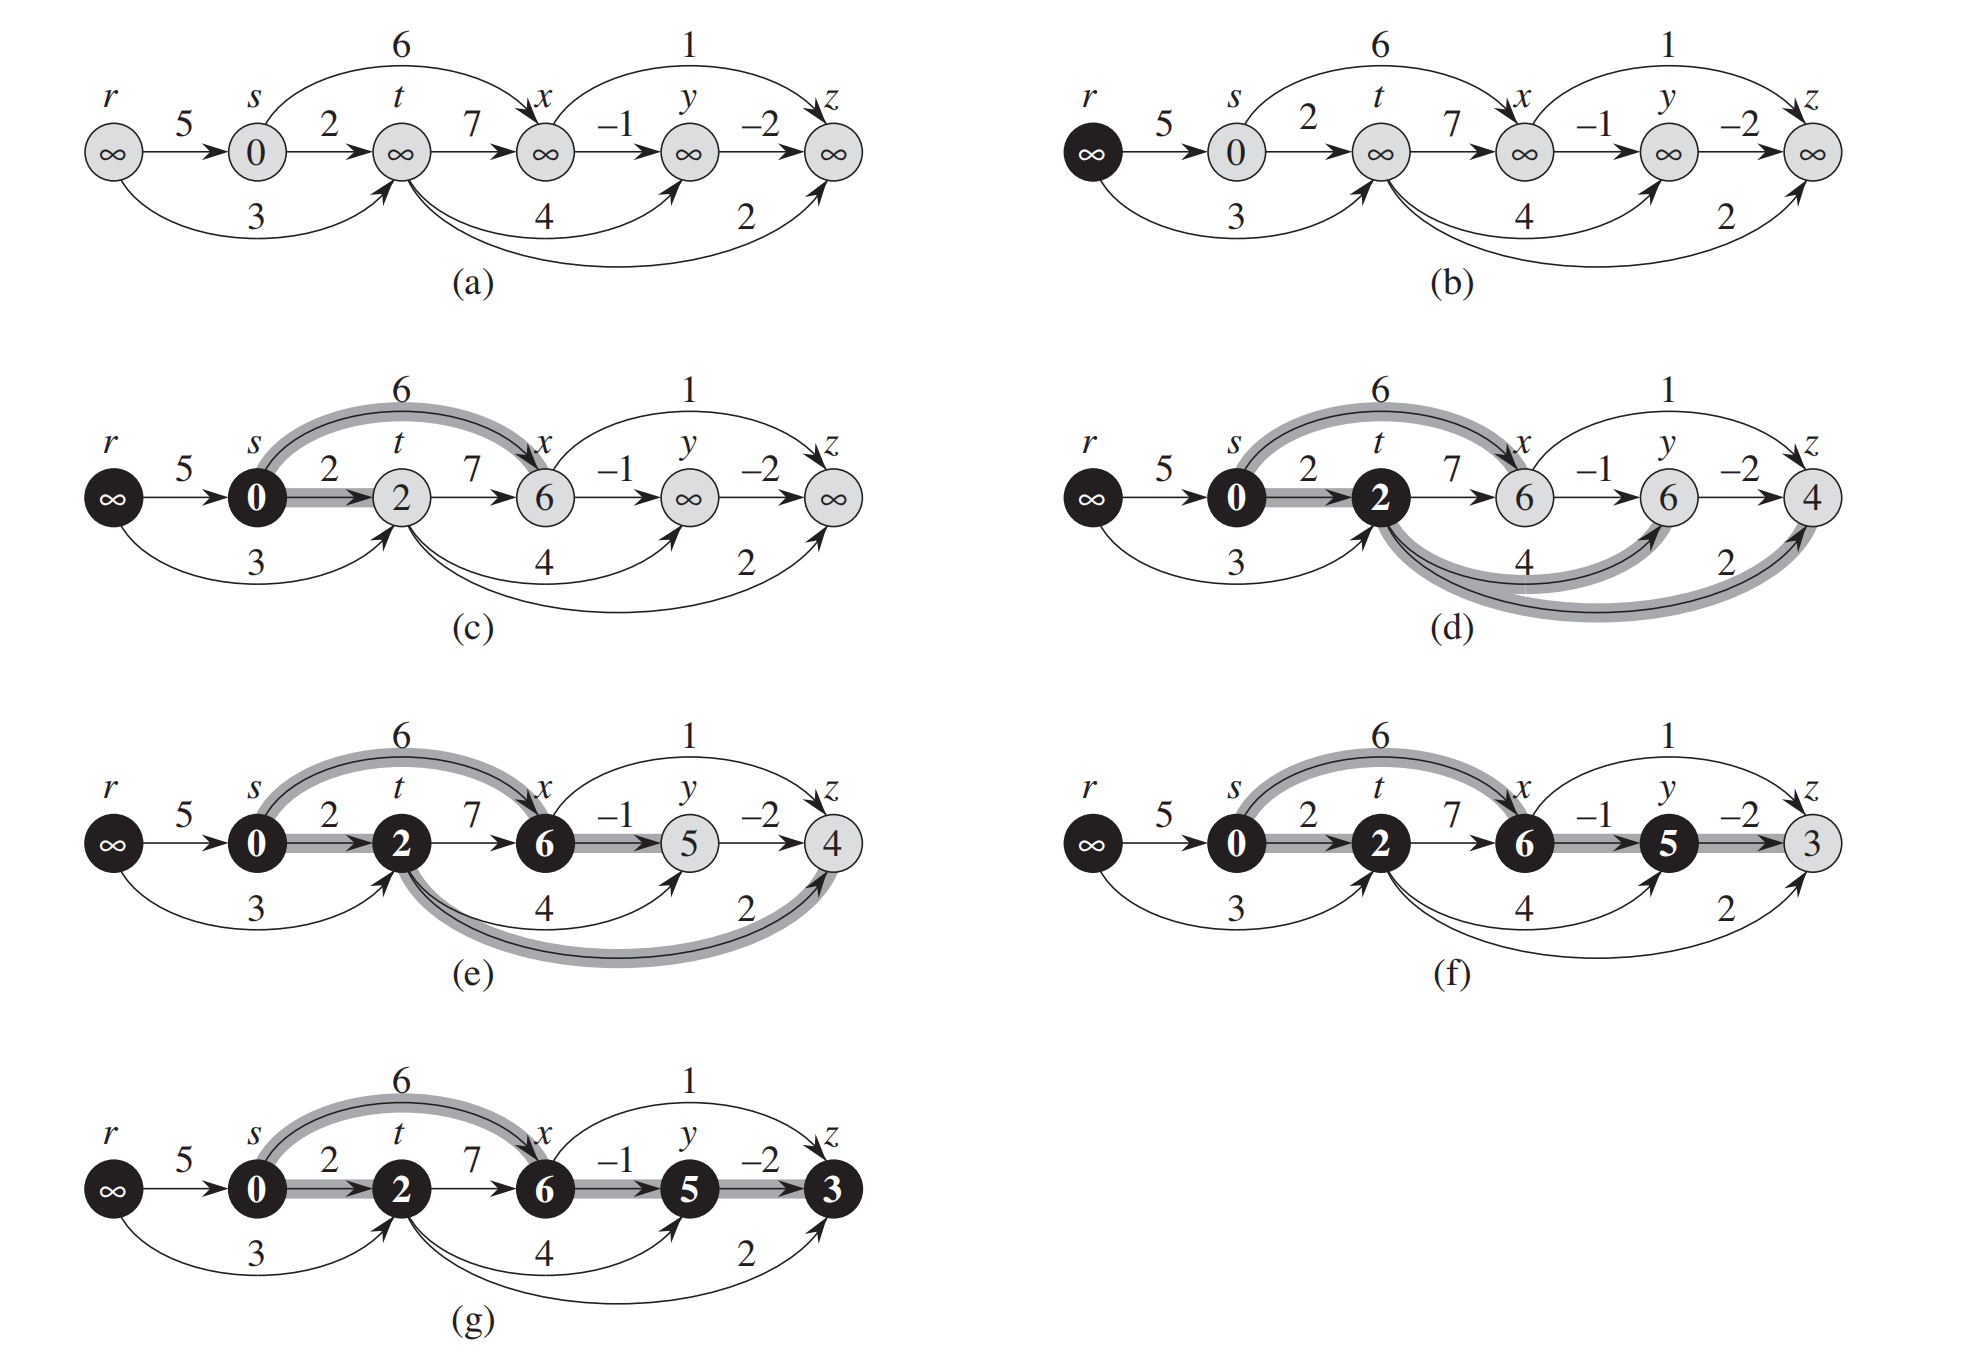 6 1
r s t x y z
5 2 7 –1 –2
∞ 0 ∞ ∞ ∞ ∞
3 4 2
(a)
6 1
r s t x y z
5 2 7 –1 –2
∞ 0 ∞ ∞ ∞ ∞
3 4 2
(b)
6 1
r s t x y z
5 2 7 –1 –2
∞ 0 2 6 ∞ ∞
3 4 2
(c)
6 1
r s t x y z
5 2 7 –1 –2
∞ 0 2 6 6 4
3 4 2
(d)
6 1
r s t x y z
5 2 7 –1 –2
∞ 0 2 6 5 4
3 4 2
(e)
6 1
r s t x y z
5 2 7 –1 –2
∞ 0 2 6 5 3
3 4 2
(f)
6 1
r s t x y z
5 2 7 –1 –2
∞ 0 2 6 5 3
3 4 2
(g)